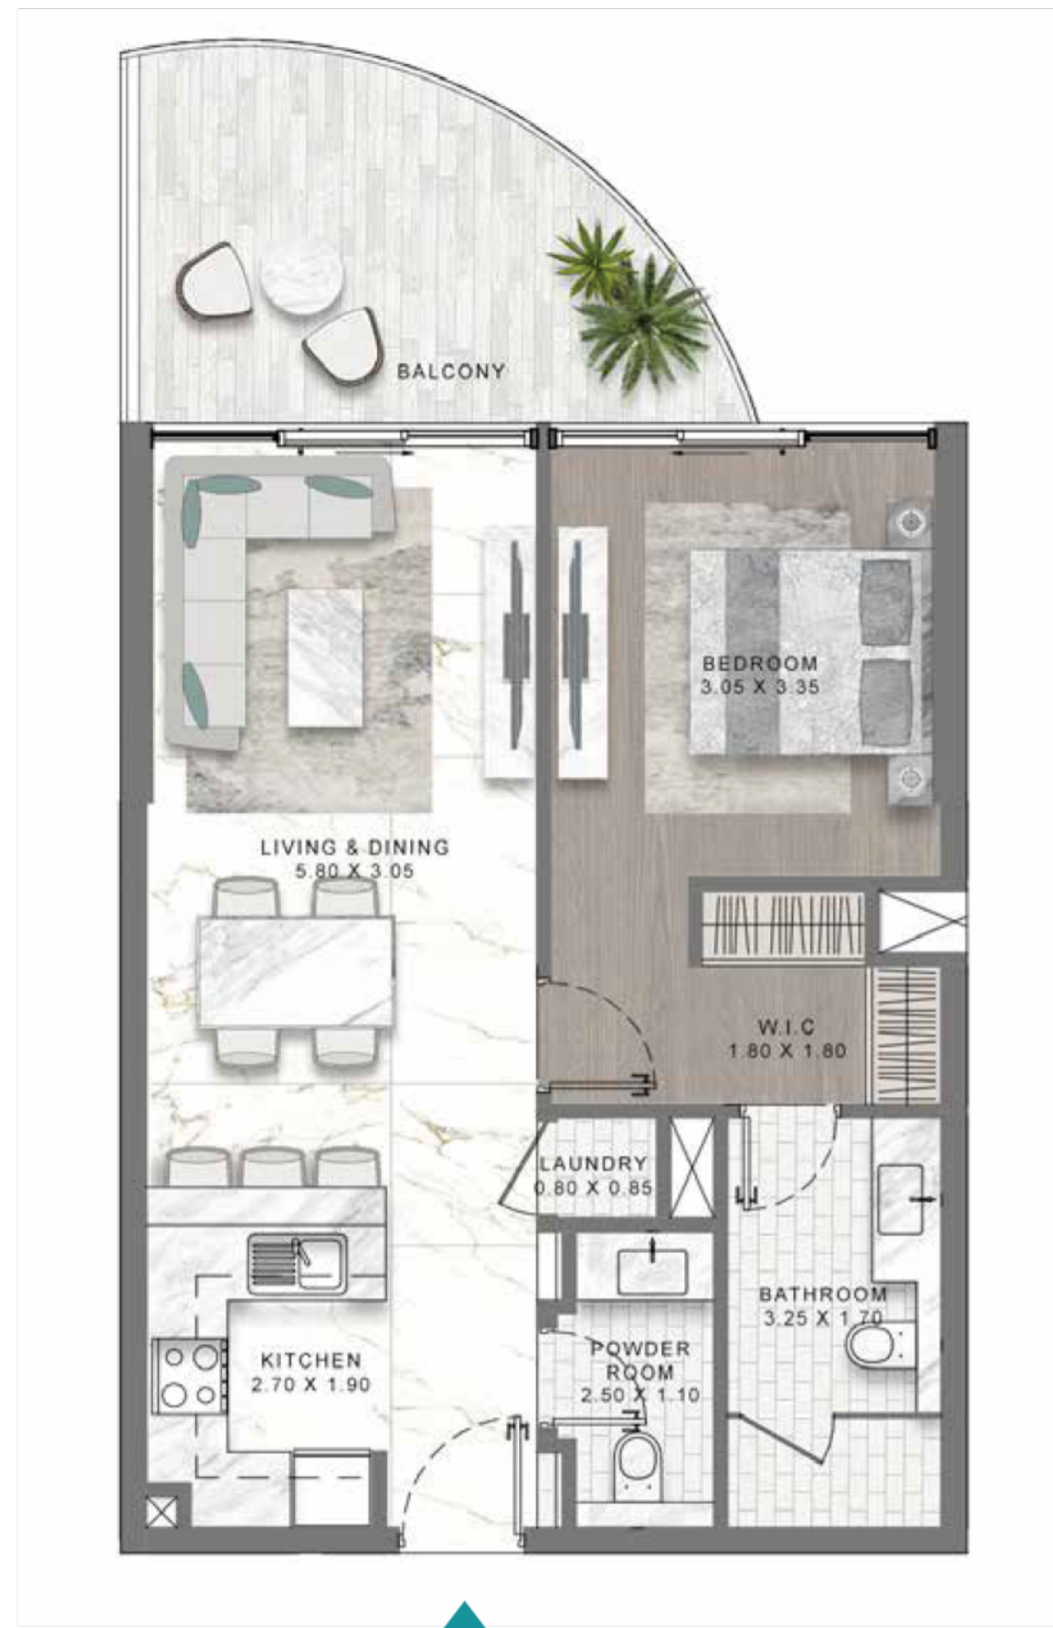 BALCONY
BEDROOM
3.05 X 3.35
LIVING & DINING
5.80 X 3.05
W.I.C
1.80 X 1.80
LAUNDRY
0.80 X 0.85
BATHROOM
3.25 X 1.70
POWDER
ROOM
2.50 X 1.10
KITCHEN
2.70 X 1.90